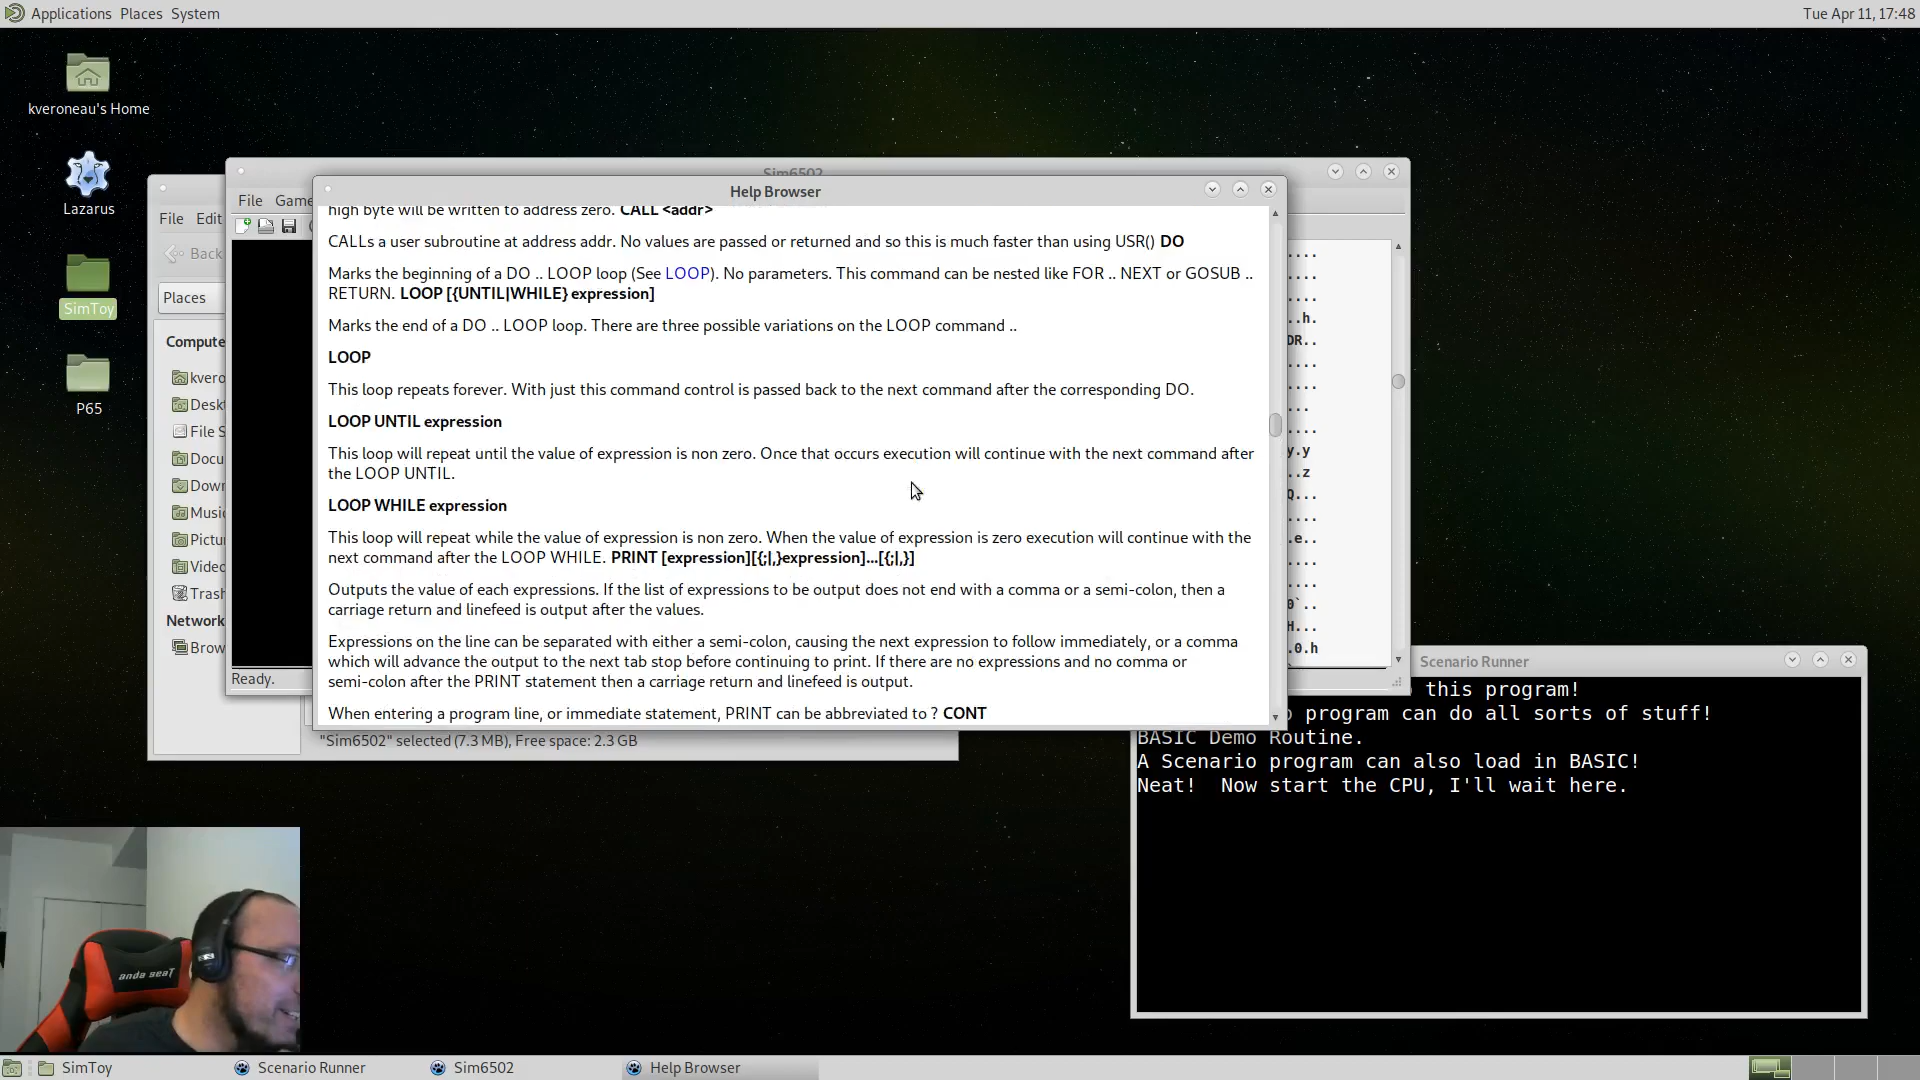 Applications Places System
Tue Apr 11, 17:48
kveroneau's Home
Lazarus
SimToy
P65
File Edit
Back
Places
Compute
kvero
Deskt
File S
Docu
Down
Music
Pictur
Video
Trash
Network
Brow
"Sim6502" selected (7.3 MB), Free space: 2.3 GB
Sim6502
File Game
Ready.
....
....
....
..h.
DR..
....
....
...
....
y.y
..z
Q...
....
.e..
....
0`..
H...
.0.h
Help Browser
high byte will be written to address zero. CALL <addr>
CALLs a user subroutine at address addr. No values are passed or returned and so this is much faster than using USR() DO
Marks the beginning of a DO .. LOOP loop (See LOOP). No parameters. This command can be nested like FOR .. NEXT or GOSUB ..
RETURN. LOOP [{UNTIL|WHILE} expression]
Marks the end of a DO .. LOOP loop. There are three possible variations on the LOOP command ..
LOOP
This loop repeats forever. With just this command control is passed back to the next command after the corresponding DO.
LOOP UNTIL expression
This loop will repeat until the value of expression is non zero. Once that occurs execution will continue with the next command after
the LOOP UNTIL.
LOOP WHILE expression
This loop will repeat while the value of expression is non zero. When the value of expression is zero execution will continue with the
next command after the LOOP WHILE. PRINT [expression][{;|,}expression]...[{;|,}]
Outputs the value of each expressions. If the list of expressions to be output does not end with a comma or a semi-colon, then a
carriage return and linefeed is output after the values.
Expressions on the line can be separated with either a semi-colon, causing the next expression to follow immediately, or a comma
which will advance the output to the next tab stop before continuing to print. If there are no expressions and no comma or
semi-colon after the PRINT statement then a carriage return and linefeed is output.
When entering a program line, or immediate statement, PRINT can be abbreviated to ? CONT
Scenario Runner
this program!
program can do all sorts of stuff!
BASIC Demo Routine.
A Scenario program can also load in BASIC!
Neat!  Now start the CPU, I'll wait here.
anda seaT
SimToy
Scenario Runner
Sim6502
Help Browser